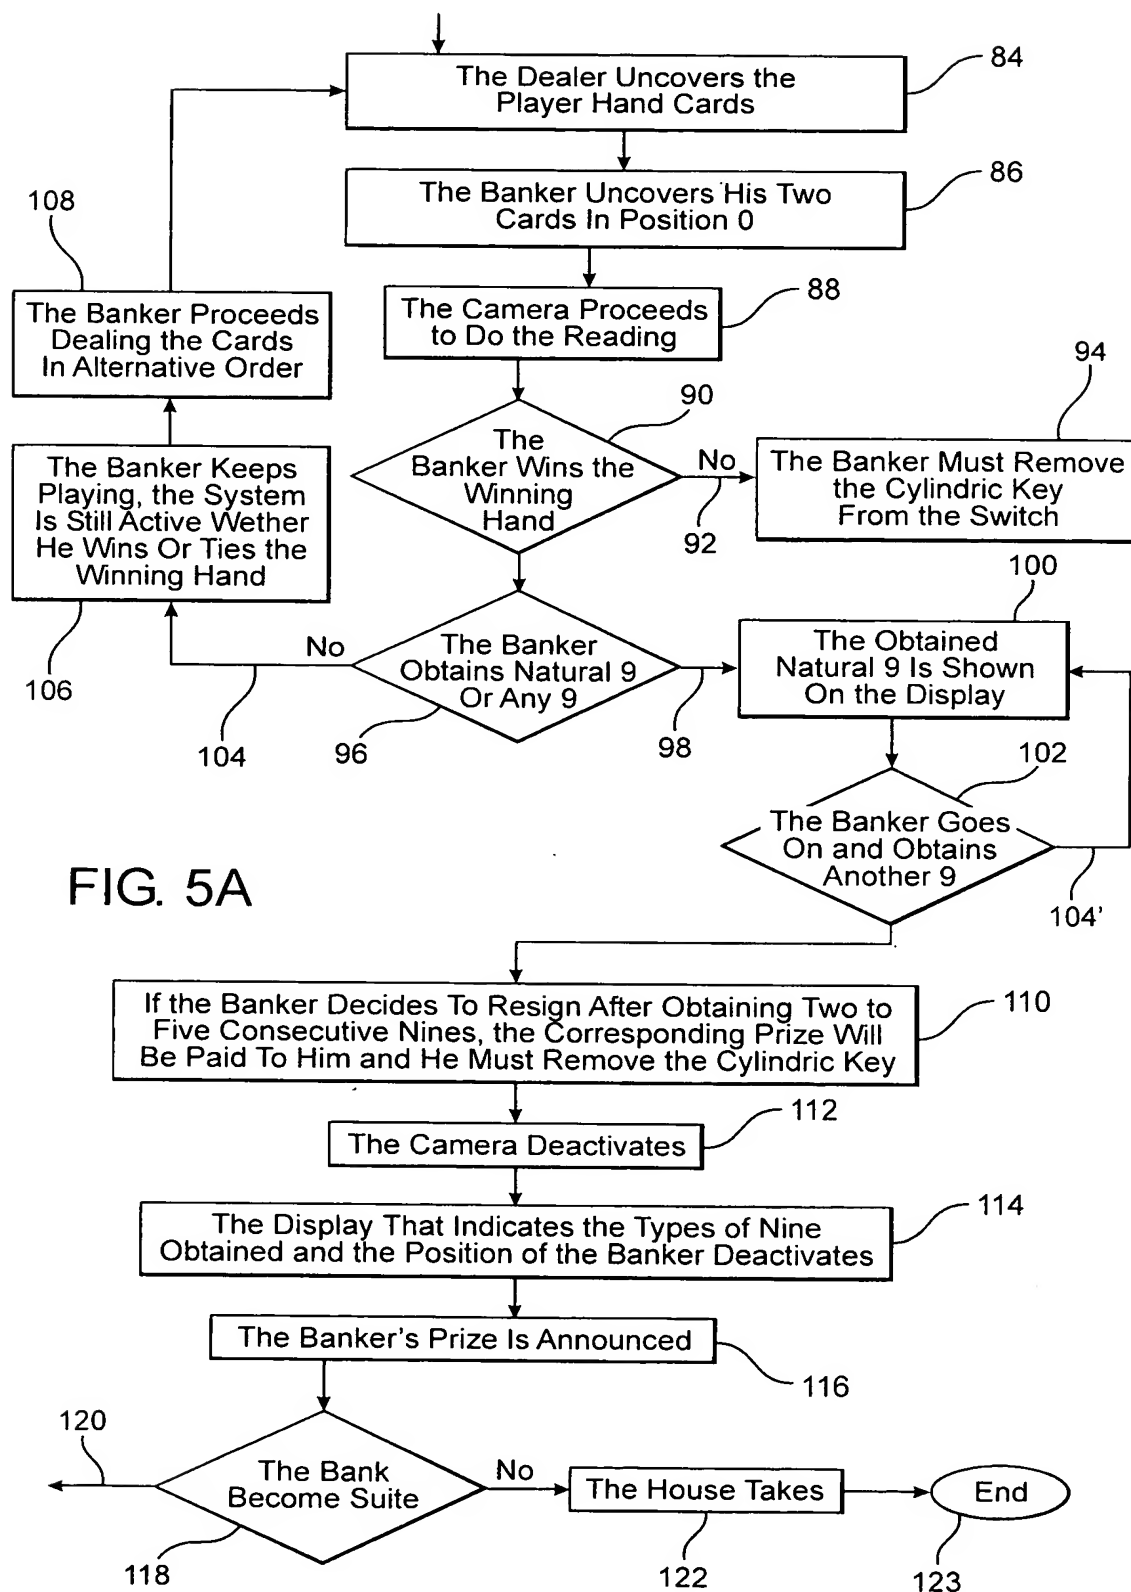 The Dealer Uncovers the
Player Hand Cards
84
The Banker Uncovers His Two
Cards In Position 0
86
108
The Banker Proceeds
Dealing the Cards
In Alternative Order
The Camera Proceeds
to Do the Reading
88
90
94
The
Banker Wins the
Winning
Hand
No
92
The Banker Must Remove
the Cylindric Key
From the Switch
The Banker Keeps
Playing, the System
Is Still Active Wether
He Wins Or Ties the
Winning Hand
106
No
104
The Banker
Obtains Natural 9
Or Any 9
96
98
100
The Obtained
Natural 9 Is Shown
On the Display
102
The Banker Goes
On and Obtains
Another 9
104'
FIG. 5A
If the Banker Decides To Resign After Obtaining Two to
Five Consecutive Nines, the Corresponding Prize Will
Be Paid To Him and He Must Remove the Cylindric Key
110
The Camera Deactivates
112
The Display That Indicates the Types of Nine
Obtained and the Position of the Banker Deactivates
114
The Banker's Prize Is Announced
116
120
The Bank
Become Suite
118
No
The House Takes
122
End
123